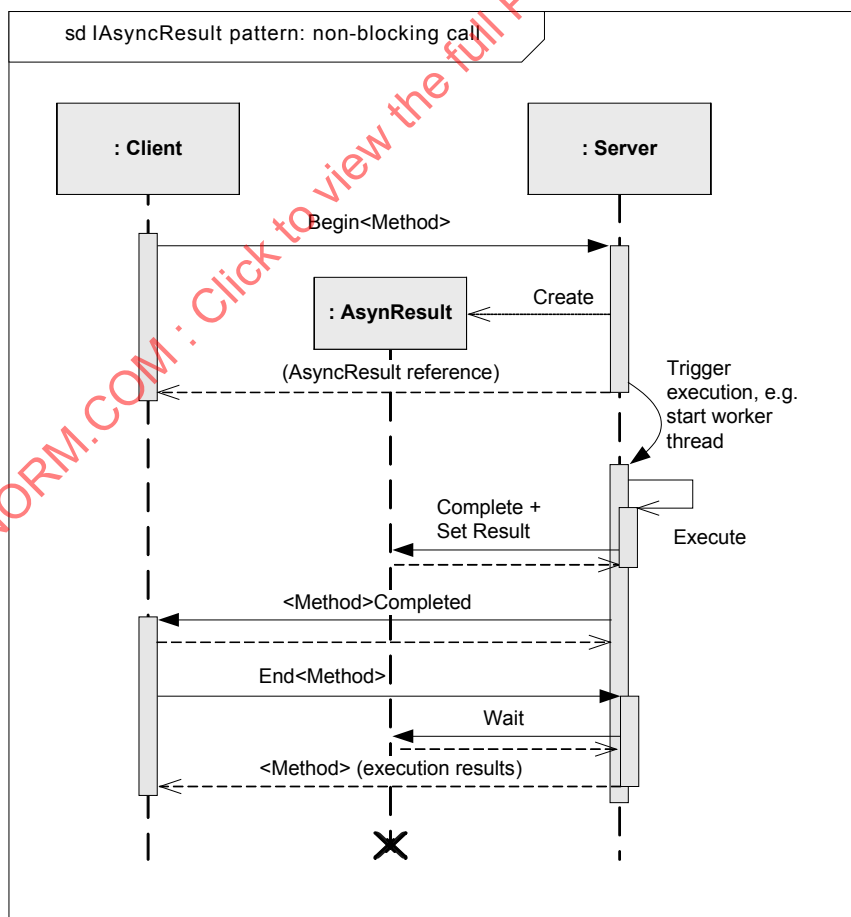 sd IAsyncResult pattern: non-blocking call
: Client
: Server
Begin<Method>
: AsynResult
Create
(AsyncResult reference)
Trigger
execution, e.g.
start worker
thread
Complete +
Set Result
Execute
<Method>Completed
End<Method>
Wait
<Method> (execution results)
NORM.COM : Click to view the full